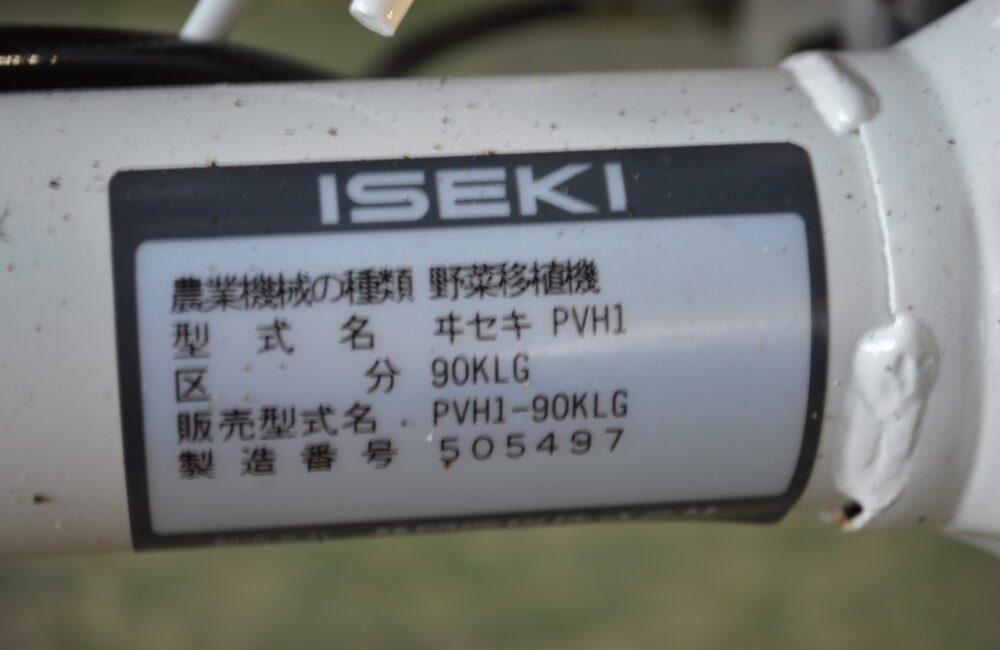 ISEKI
農業機械の種類 野菜移植機
型式名 ヰセキ PVH1
区分 90KLG
販売型式名 PVH1-90KLG
製造番号 505497